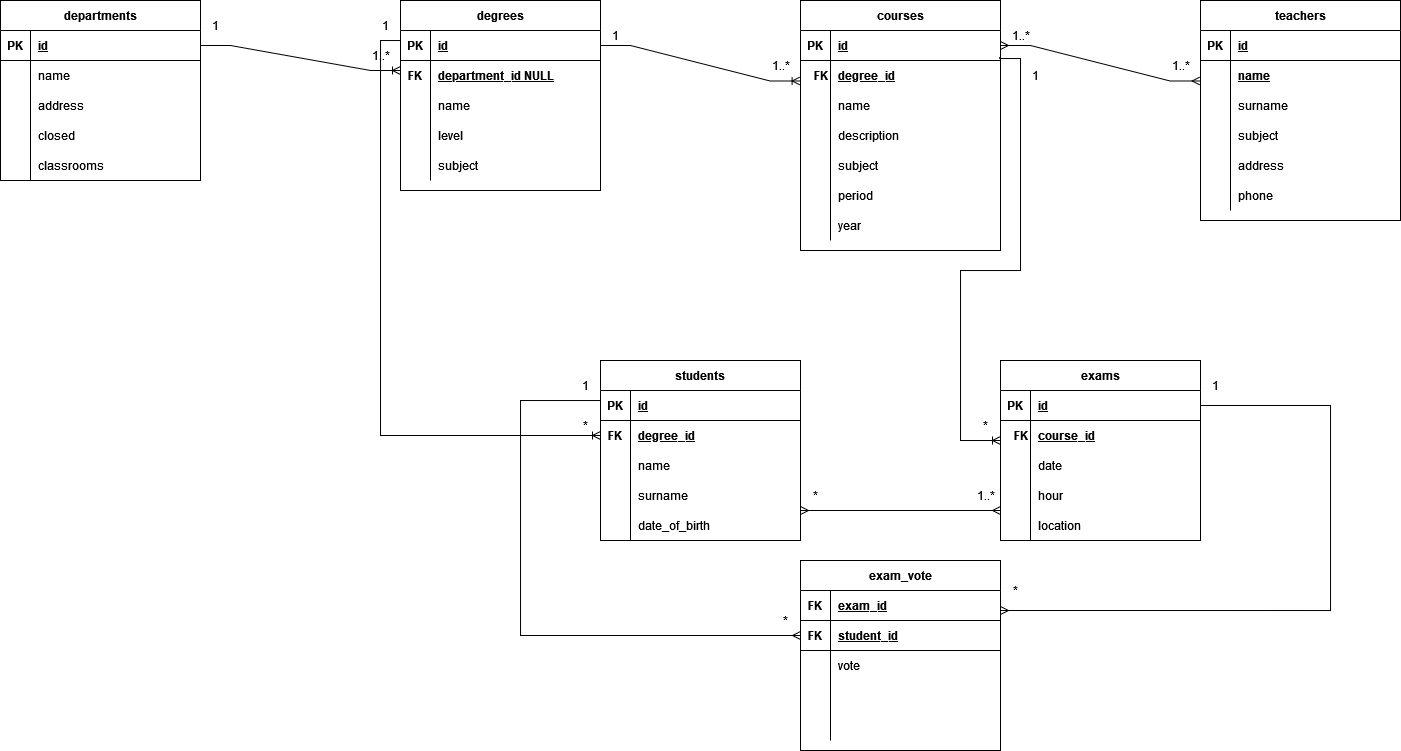 departments
PK id
name
address
closed
classrooms
1
1..*
degrees
PK id
FK department_id NULL
name
level
subject
1
1..*
courses
PK id
FK degree_id
name
description
subject
period
year
1..*
1..*
teachers
PK id
name
surname
subject
address
phone
1
*
students
PK id
FK degree_id
name
surname
date_of_birth
1
*
exams
PK id
FK course_id
date
hour
location
*
1..*
1
*
1
*
exam_vote
FK exam_id
FK student_id
vote